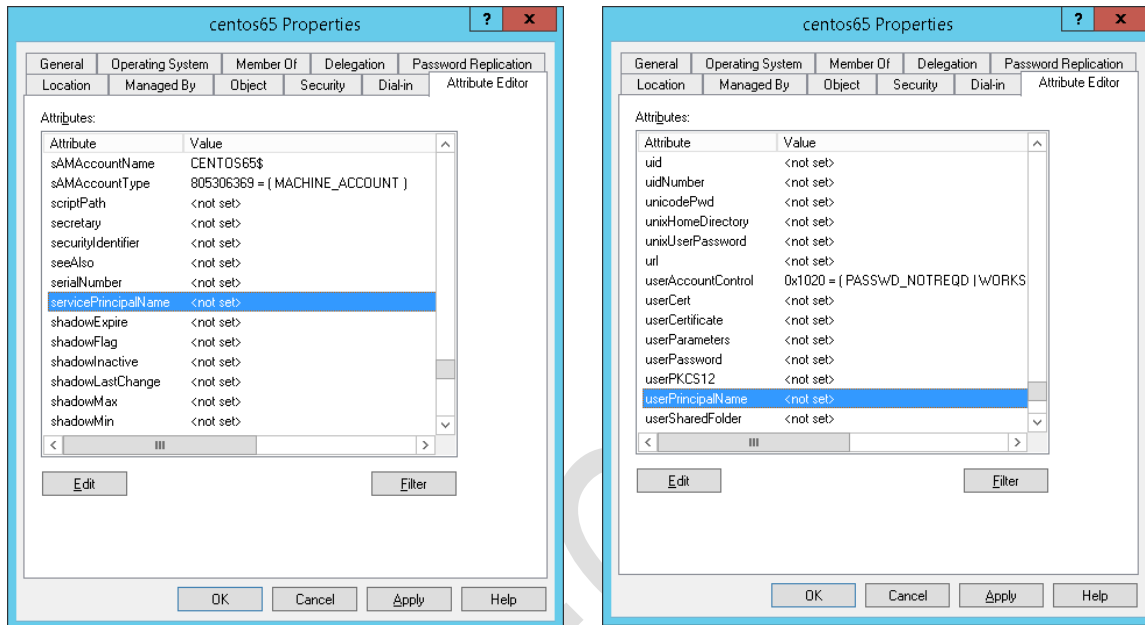 centos65 Properties
? x
General Operating System Member Of Delegation Password Replication
Location Managed By Object Security Dial-in Attribute Editor
Attributes:
Attribute Value
sAMAccountName CENTOS65$
sAMAccountType 805306369 = ( MACHINE_ACCOUNT )
scriptPath <not set>
secretary <not set>
securityIdentifier <not set>
seeAlso <not set>
serialNumber <not set>
servicePrincipalName <not set>
shadowExpire <not set>
shadowFlag <not set>
shadowInactive <not set>
shadowLastChange <not set>
shadowMax <not set>
shadowMin <not set>
Edit Filter
OK Cancel Apply Help
centos65 Properties
? x
General Operating System Member Of Delegation Password Replication
Location Managed By Object Security Dial-in Attribute Editor
Attributes:
Attribute Value
uid <not set>
uidNumber <not set>
unicodePwd <not set>
unixHomeDirectory <not set>
unixUserPassword <not set>
url <not set>
userAccountControl 0x1020 = ( PASSWD_NOTREQD | WORKS
userCert <not set>
userCertificate <not set>
userParameters <not set>
userPassword <not set>
userPKCS12 <not set>
userPrincipalName <not set>
userSharedFolder <not set>
Edit Filter
OK Cancel Apply Help